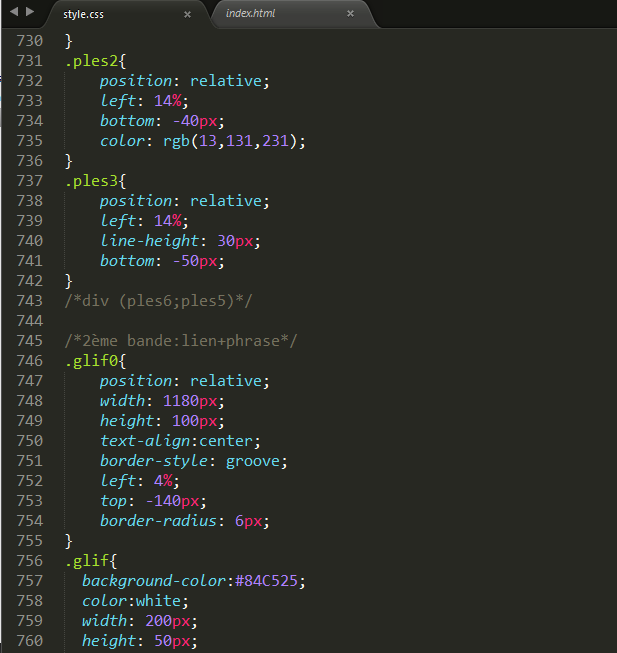 style.css × index.html ×
730 }
731 .ples2{
732 position: relative;
733 left: 14%;
734 bottom: -40px;
735 color: rgb(13,131,231);
736 }
737 .ples3{
738 position: relative;
739 left: 14%;
740 line-height: 30px;
741 bottom: -50px;
742 }
743 /*div (ples6;ples5)*/
744
745 /*2ème bande:lien+phrase*/
746 .glif0{
747 position: relative;
748 width: 1180px;
749 height: 100px;
750 text-align:center;
751 border-style: groove;
752 left: 4%;
753 top: -140px;
754 border-radius: 6px;
755 }
756 .glif{
757 background-color:#84C525;
758 color:white;
759 width: 200px;
760 height: 50px;